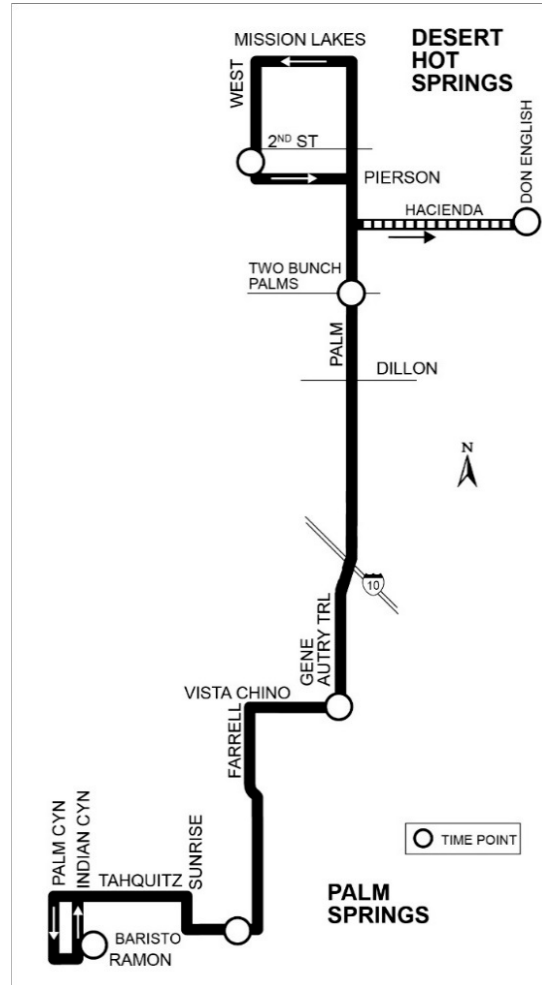 MISSION LAKES
DESERT
HOT
SPRINGS
WEST
2ND ST
DON ENGLISH
PIERSON
HACIENDA
TWO BUNCH
PALMS
PALM
DILLON
N
10
GENE
AUTRY TRL
VISTA CHINO
FARRELL
TIME POINT
PALM CYN
INDIAN CYN
TAHQUITZ
SUNRISE
PALM
SPRINGS
BARISTO
RAMON